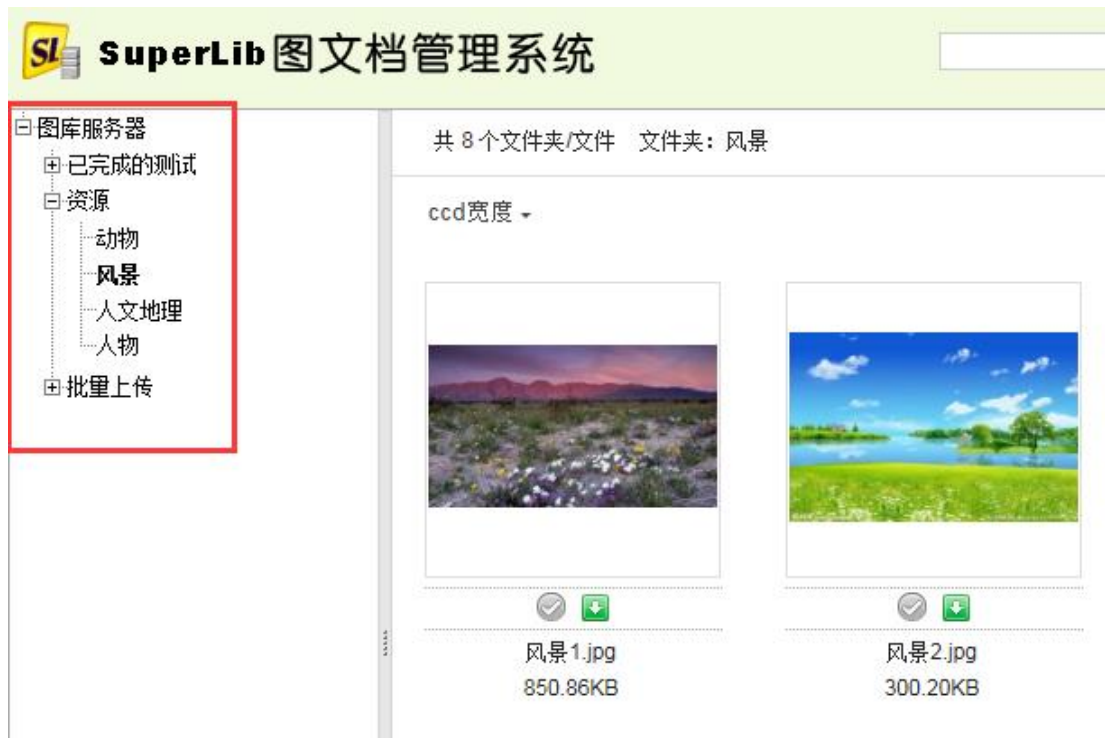 SL SuperLib图文档管理系统
图库服务器
已完成的测试
资源
动物
风景
人文地理
人物
批量上传
共 8 个文件夹/文件 文件夹：风景
ccd宽度
风景1.jpg
850.86KB
风景2.jpg
300.20KB